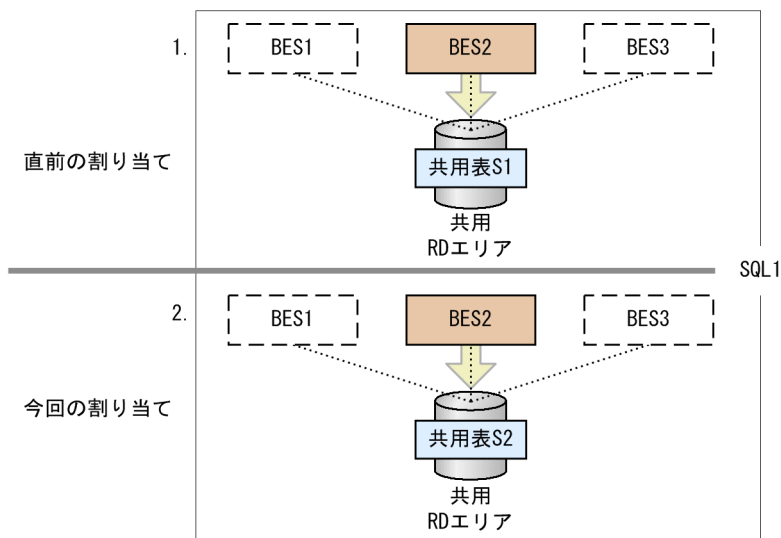 1.
BES1
BES2
BES3
直前の割り当て
共用表S1
共用
RDエリア
SQL1
2.
BES1
BES2
BES3
今回の割り当て
共用表S2
共用
RDエリア